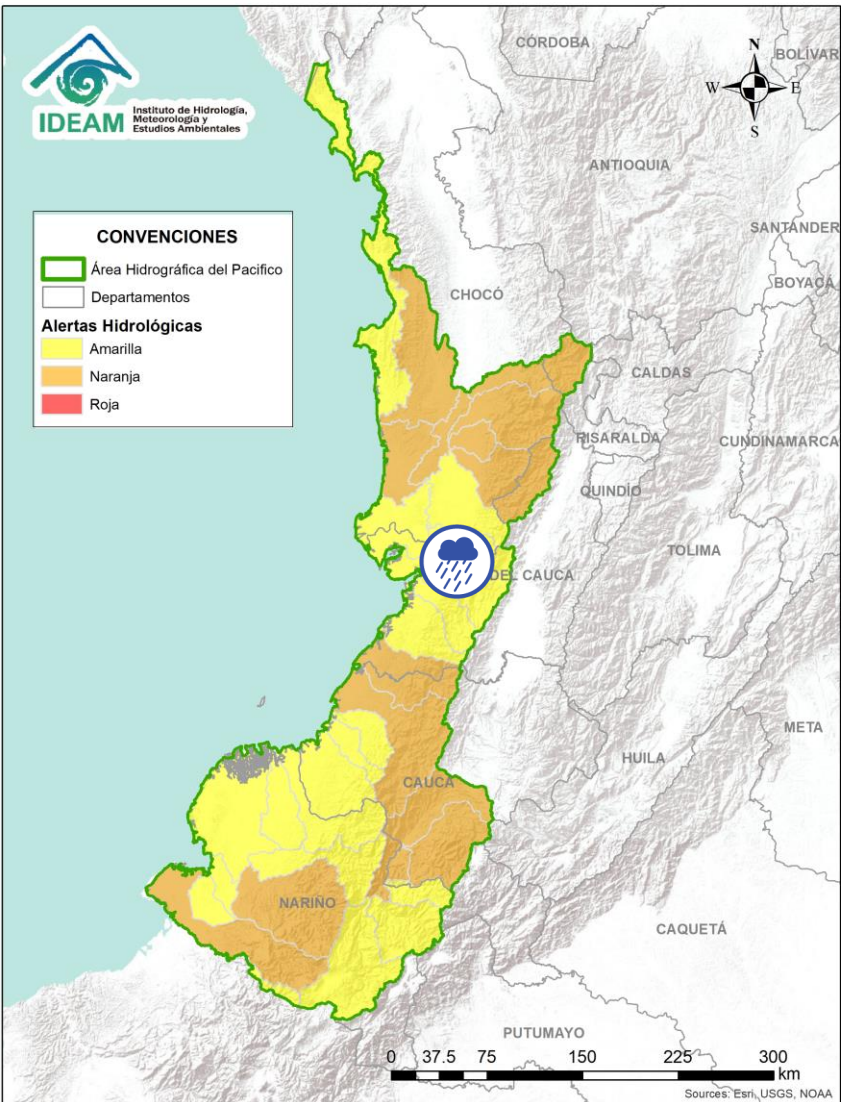 IDEAM
Instituto de Hidrología,
Meteorología y
Estudios Ambientales
N
W
E
S
CÓRDOBA
BOLÍVAR
ANTIOQUIA
SANTANDER
BOYACÁ
CHOCÓ
CALDAS
RISARALDA
CUNDINAMARCA
QUINDÍO
TOLIMA
DEL CAUCA
META
HUILA
CAUCA
NARIÑO
CAQUETÁ
PUTUMAYO
CONVENCIONES
Área Hidrográfica del Pacifico
Departamentos
Alertas Hidrológicas
Amarilla
Naranja
Roja
0 37.5 75 150 225 300
km
Sources: Esri, USGS, NOAA